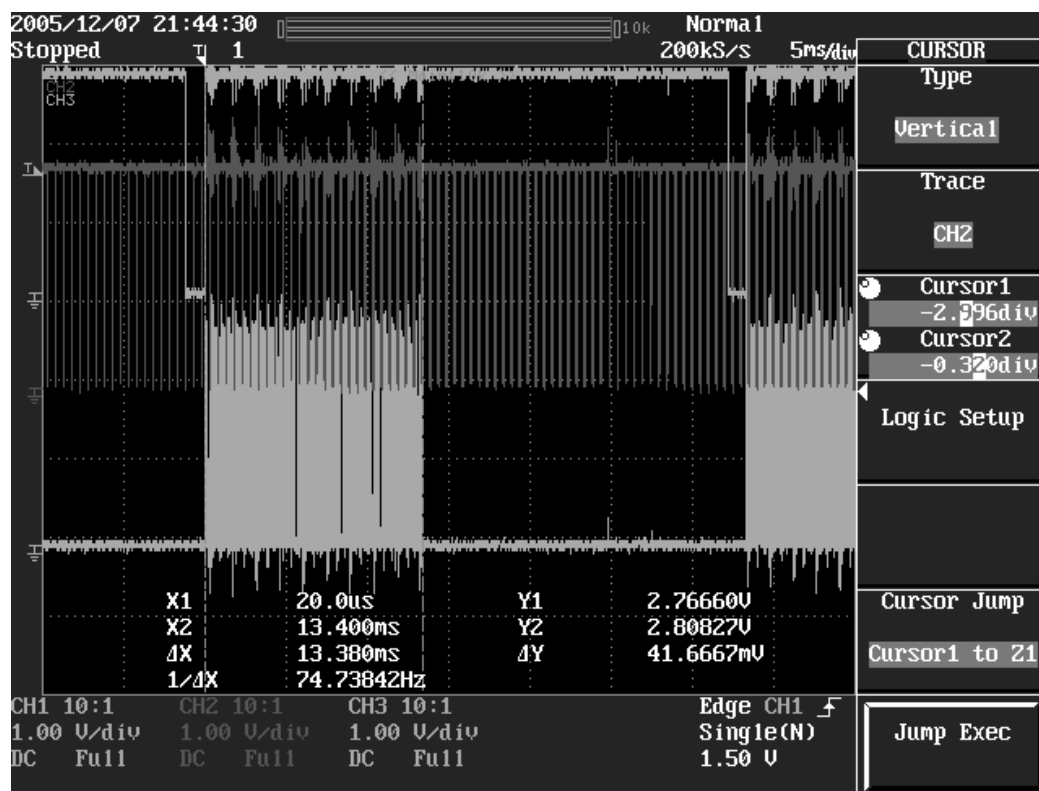 2005/12/07 21:44:30
10k
Normal
Stopped
T
1
200kS/s 5ms/div
CH2
CH3
T
CURSOR
Type
Vertical
Trace
CH2
Cursor1
-2.996div
Cursor2
-0.320div
Logic Setup
Cursor Jump
Cursor1 to Z1
Jump Exec
X1 20.0us Y1 2.76660V
X2 13.400ms Y2 2.80827V
ΔX 13.380ms ΔY 41.6667mV
1/ΔX 74.73842Hz
CH1 10:1 CH2 10:1 CH3 10:1 Edge CH1
1.00 V/div 1.00 V/div 1.00 V/div Single(N)
DC Full DC Full DC Full 1.50 V